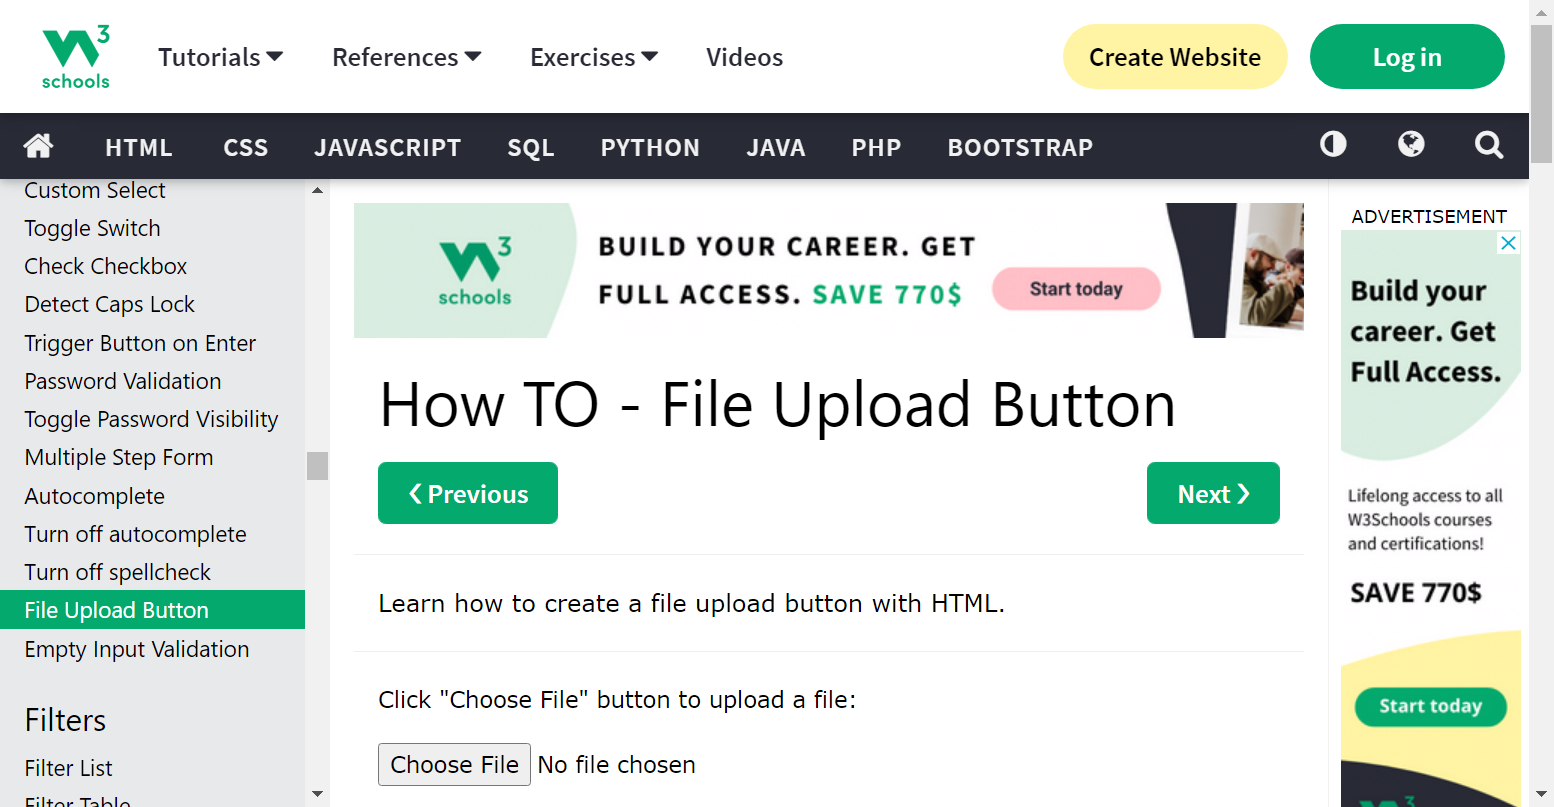 3
schools
Tutorials
References
Exercises
Videos
Create Website
Log in
HTML
CSS
JAVASCRIPT
SQL
PYTHON
JAVA
PHP
BOOTSTRAP
Custom Select
Toggle Switch
Check Checkbox
Detect Caps Lock
Trigger Button on Enter
Password Validation
Toggle Password Visibility
Multiple Step Form
Autocomplete
Turn off autocomplete
Turn off spellcheck
File Upload Button
Empty Input Validation
Filters
Filter List
Filter Table
W3
schools
BUILD YOUR CAREER. GET
FULL ACCESS. SAVE 770$
Start today
How TO - File Upload Button
❮ Previous
Next ❯
Learn how to create a file upload button with HTML.
Click "Choose File" button to upload a file:
Choose File No file chosen
ADVERTISEMENT
Build your
career. Get
Full Access.
Lifelong access to all
W3Schools courses
and certifications!
SAVE 770$
Start today
3